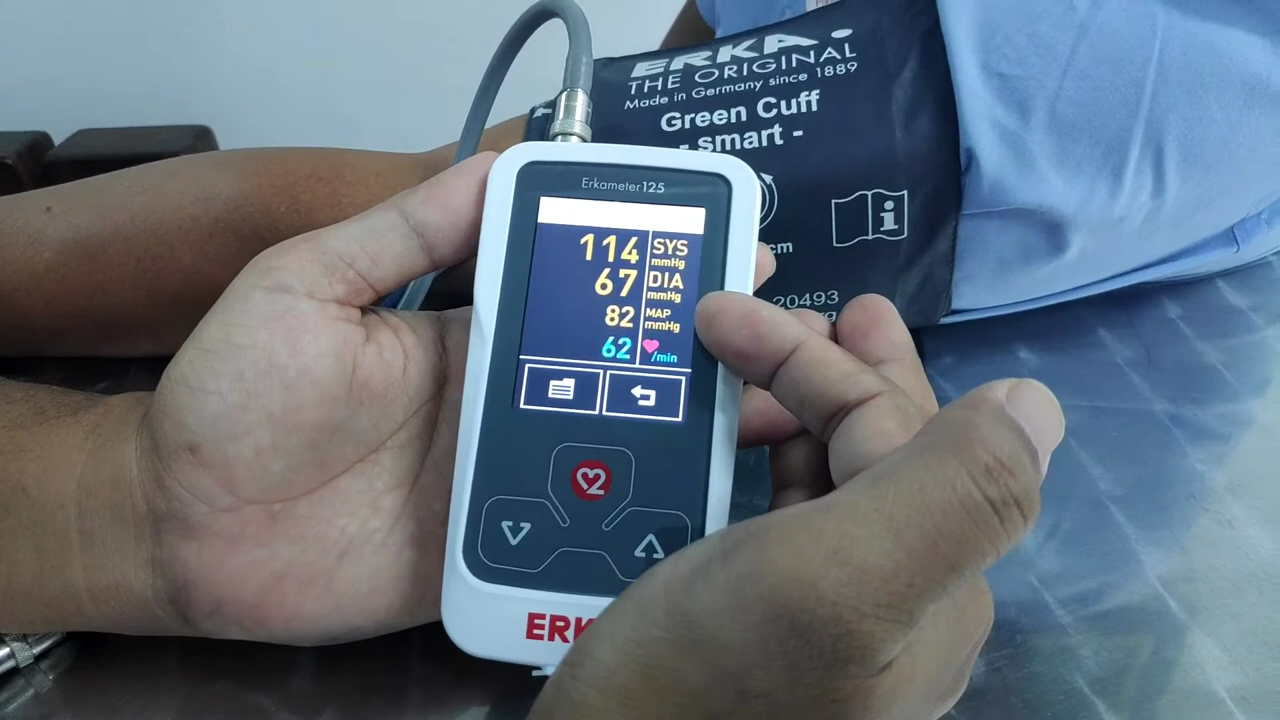 ERKA.
THE ORIGINAL
Made in Germany since 1889
Green Cuff
- smart -
cm
20493
Erkameter125
114 SYS
mmHg
67 DIA
mmHg
82 MAP
mmHg
62 /min